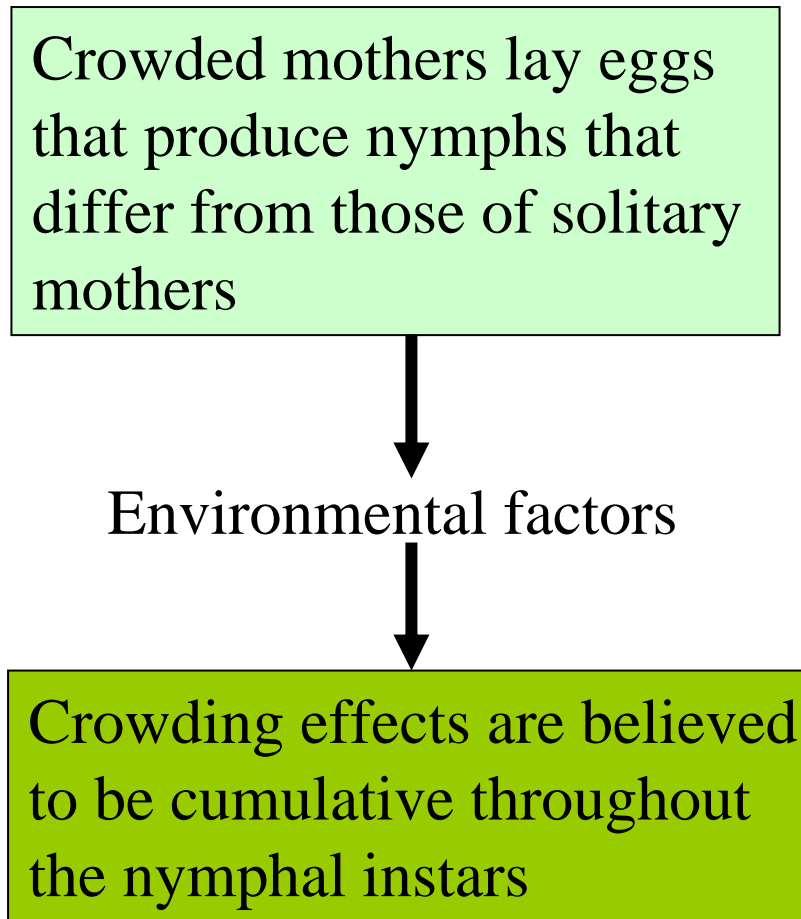 Crowded mothers lay eggs
that produce nymphs that
differ from those of solitary
mothers
Environmental factors
Crowding effects are believed
to be cumulative throughout
the nymphal instars